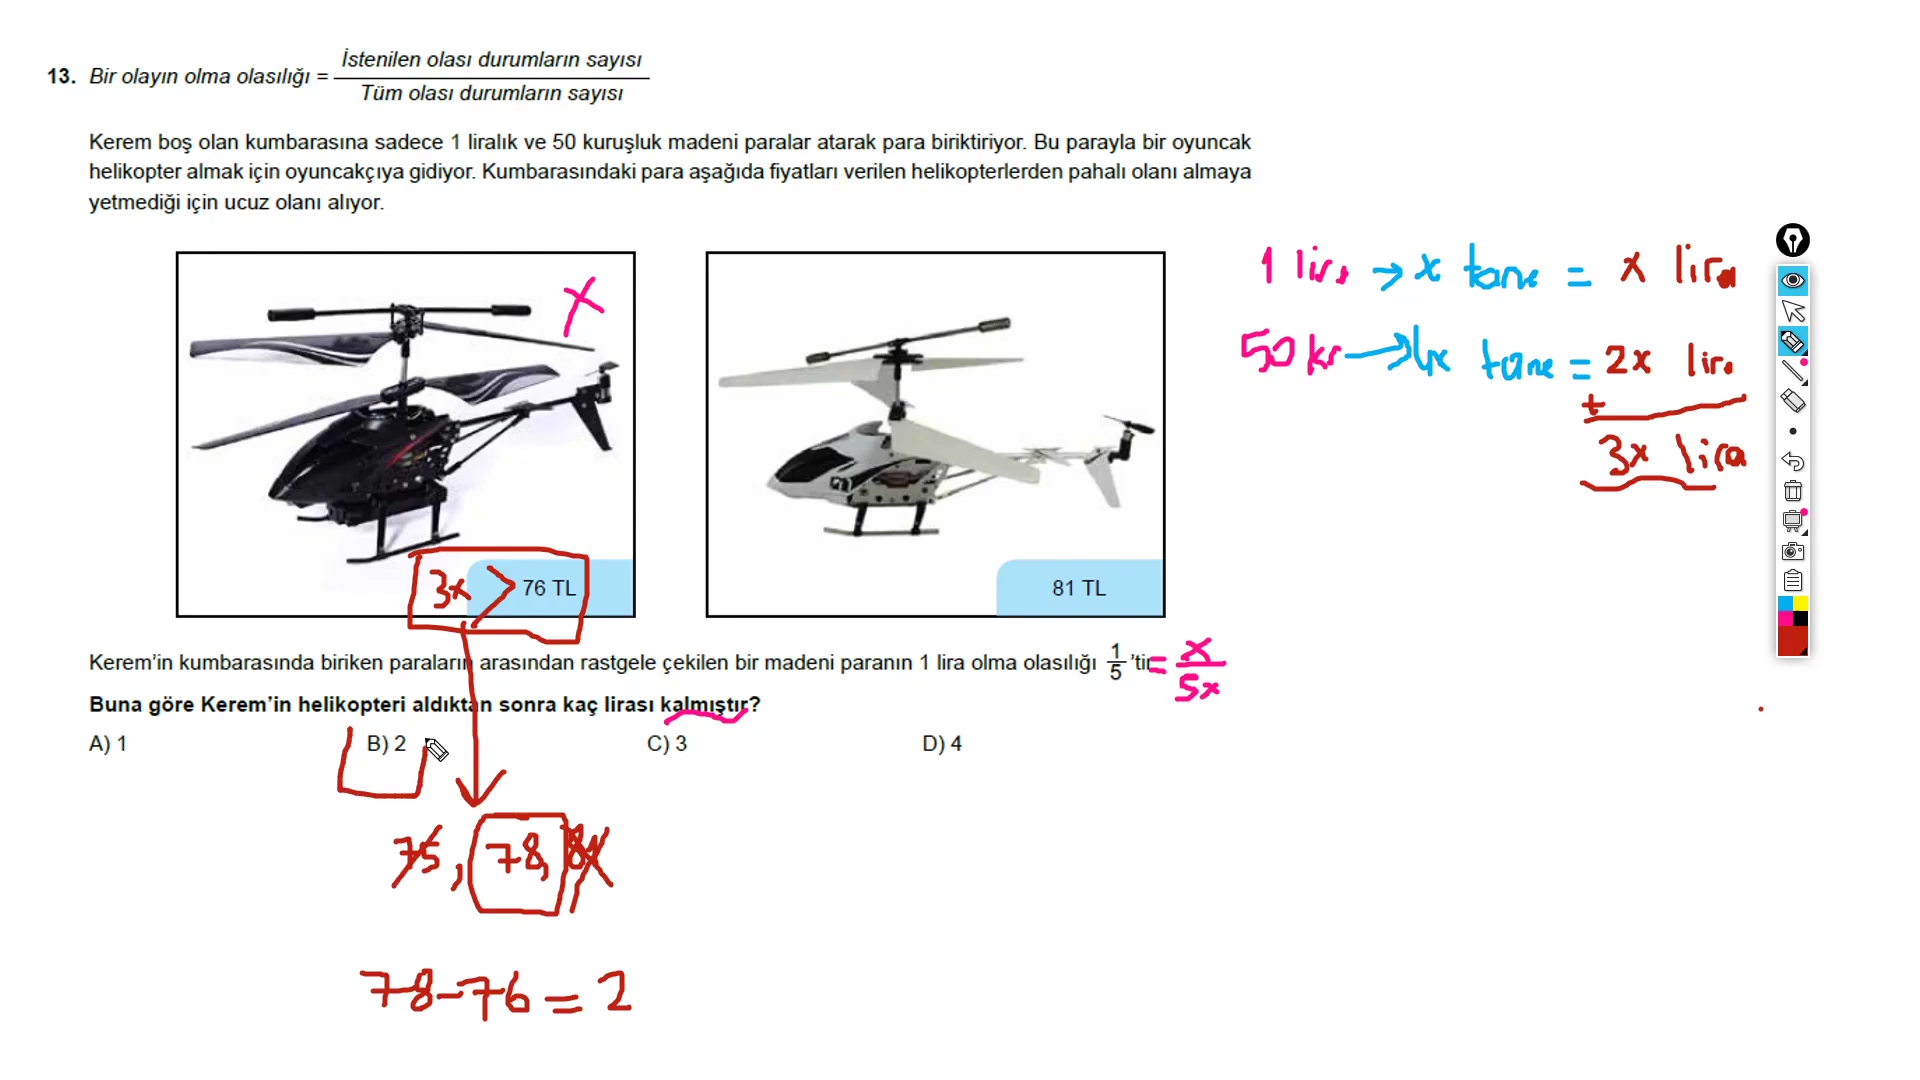 13. Bir olayın olma olasılığı = İstenilen olası durumların sayısı
Tüm olası durumların sayısı
Kerem boş olan kumbarasına sadece 1 liralık ve 50 kuruşluk madeni paralar atarak para biriktiriyor. Bu parayla bir oyuncak
helikopter almak için oyuncakçıya gidiyor. Kumbarasındaki para aşağıda fiyatları verilen helikopterlerden pahalı olanı almaya
yetmediği için ucuz olanı alıyor.
1 lira → x tane = x lira
50 kr → 4x tane = 2x lira
+
3x lira
x
3x > 76 TL
81 TL
Kerem'in kumbarasında biriken paraların arasından rastgele çekilen bir madeni paranın 1 lira olma olasılığı 1/5 'tir = x/5x
Buna göre Kerem'in helikopteri aldıktan sonra kaç lirası kalmıştır?
A) 1 B) 2 C) 3 D) 4
75, 78, 81
78-76=2